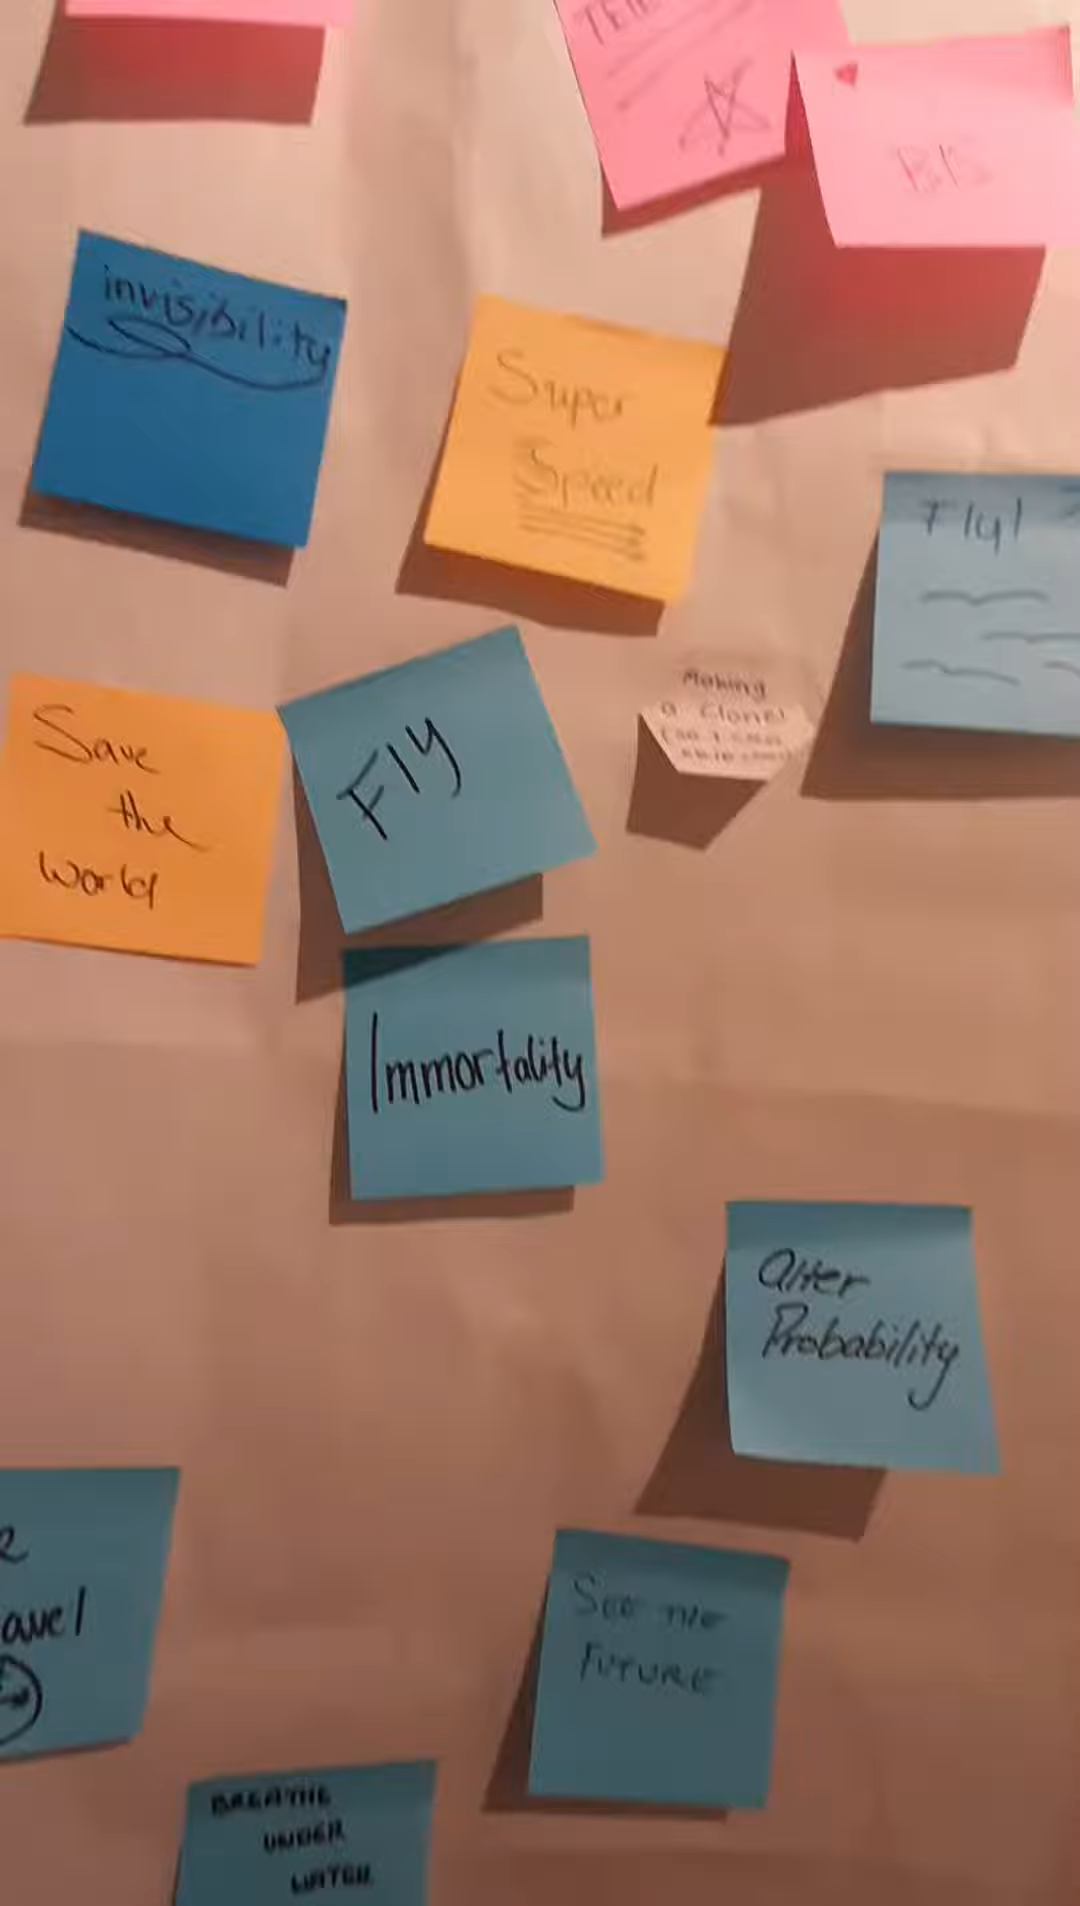 invisibility
Super
Speed
Fly!
Making
a Clone!
Save
the
World
Fly
Immortality
Alter
Probability
See the
Future
BREATHE
UNDER
WATER